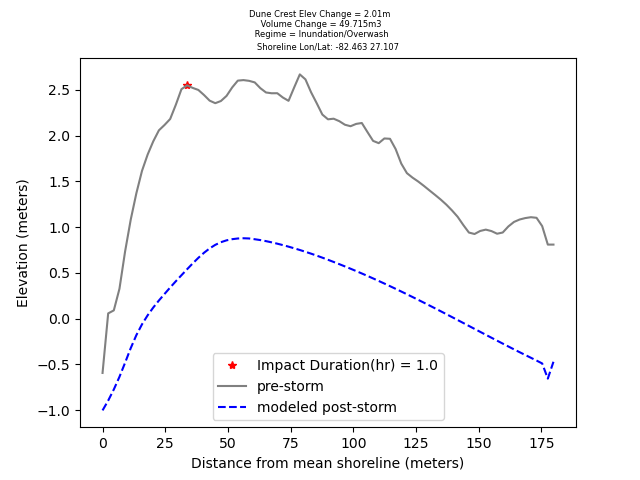 Dune Crest Elev Change = 2.01m
Volume Change = 49.715m3
Regime = Inundation/Overwash
Shoreline Lon/Lat: -82.463 27.107
2.5
2.0
1.5
1.0
0.5
0.0
−0.5
−1.0
Elevation (meters)
Impact Duration(hr) = 1.0
pre-storm
modeled post-storm
0 25 50 75 100 125 150 175
Distance from mean shoreline (meters)